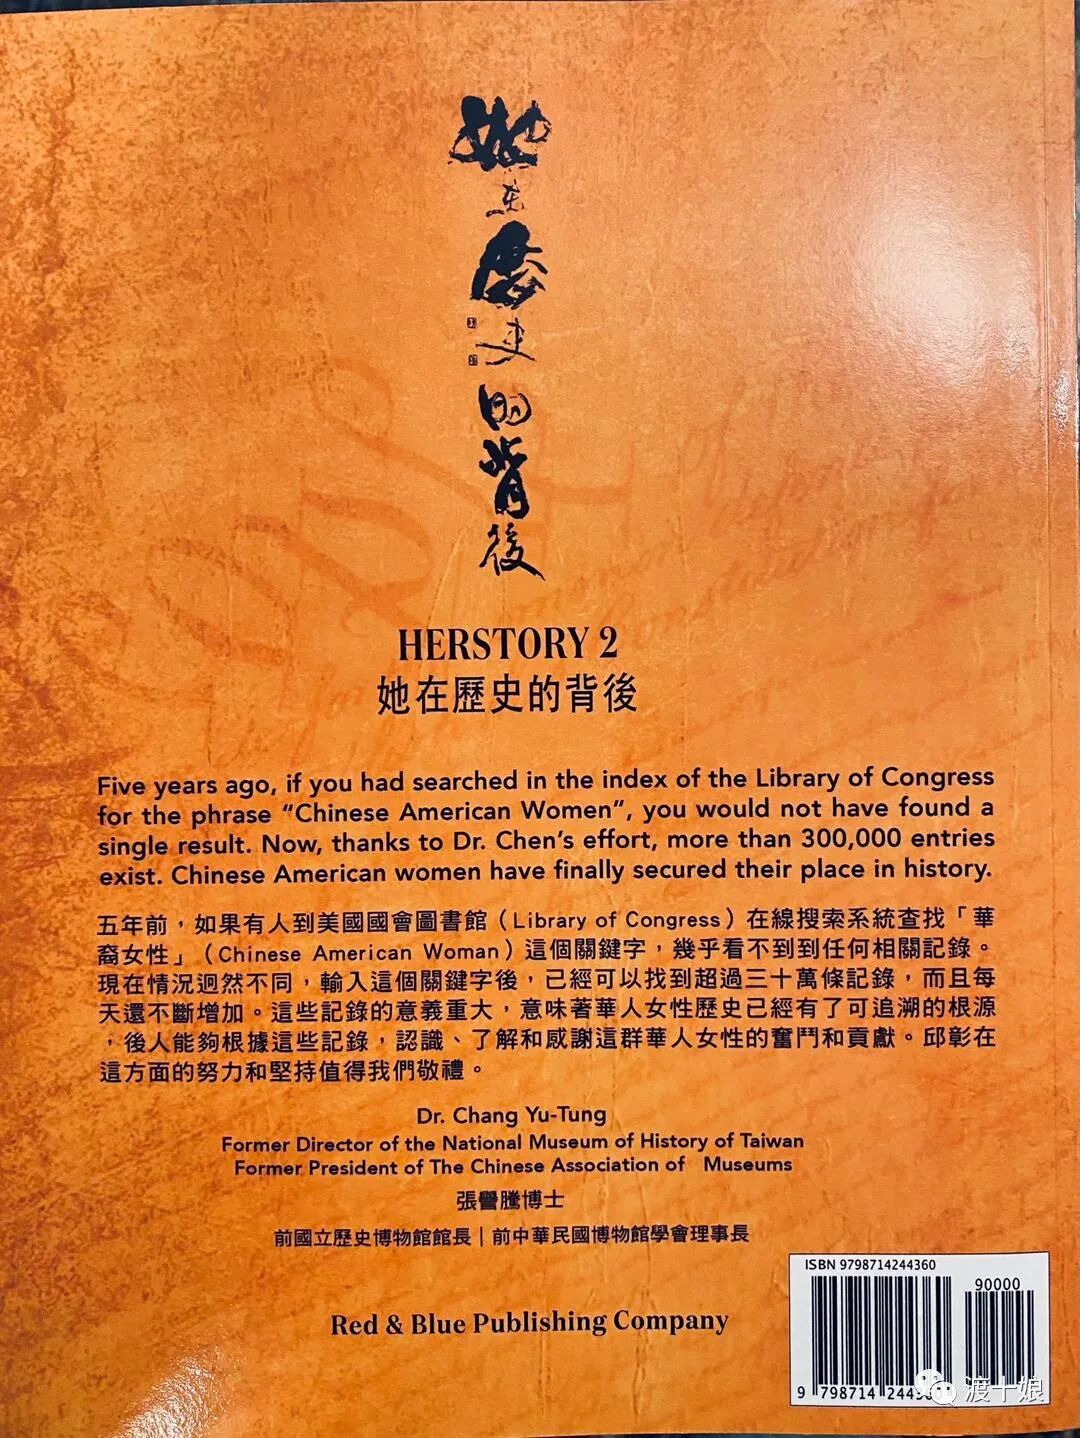 她在歷史的背後
HERSTORY 2
她在歷史的背後
Five years ago, if you had searched in the index of the Library of Congress
for the phrase “Chinese American Women”, you would not have found a
single result. Now, thanks to Dr. Chen’s effort, more than 300,000 entries
exist. Chinese American women have finally secured their place in history.
五年前，如果有人到美國國會圖書館（Library of Congress）在線搜索系統查找「華
裔女性」（Chinese American Woman）這個關鍵字，幾乎看不到到任何相關記錄。
現在情況迥然不同，輸入這個關鍵字後，已經可以找到超過三十萬條記錄，而且每
天還不斷增加。這些記錄的意義重大，意味著華人女性歷史已經有了可追溯的根源
，後人能夠根據這些記錄，認識、了解和感謝這群華人女性的奮鬥和貢獻。邱彰在
這方面的努力和堅持值得我們敬禮。
Dr. Chang Yu-Tung
Former Director of the National Museum of History of Taiwan
Former President of The Chinese Association of Museums
張譽騰博士
前國立歷史博物館館長｜前中華民國博物館學會理事長
ISBN 9798714244360
90000
Red & Blue Publishing Company
9 798714 244
渡十娘